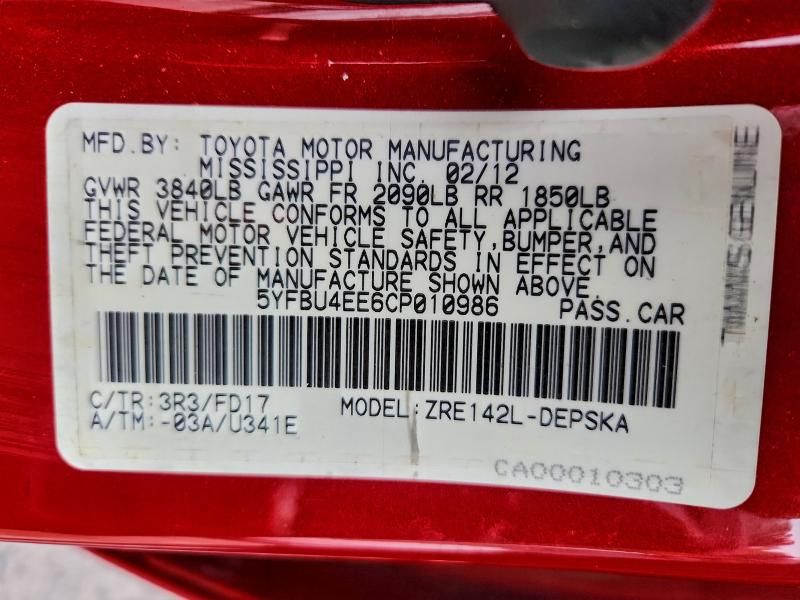 MFD.BY: TOYOTA MOTOR MANUFACTURING
MISSISSIPPI INC. 02/12
GVWR 3840LB GAWR FR 2090LB RR 1850LB
THIS VEHICLE CONFORMS TO ALL APPLICABLE
FEDERAL MOTOR VEHICLE SAFETY,BUMPER,AND
THEFT PREVENTION STANDARDS IN EFFECT ON
THE DATE OF MANUFACTURE SHOWN ABOVE.
5YFBU4EE6CP010986 PASS.CAR
C/TR:3R3/FD17 MODEL:ZRE142L-DEPSKA
A/TM:-03A/U341E
CA00010303